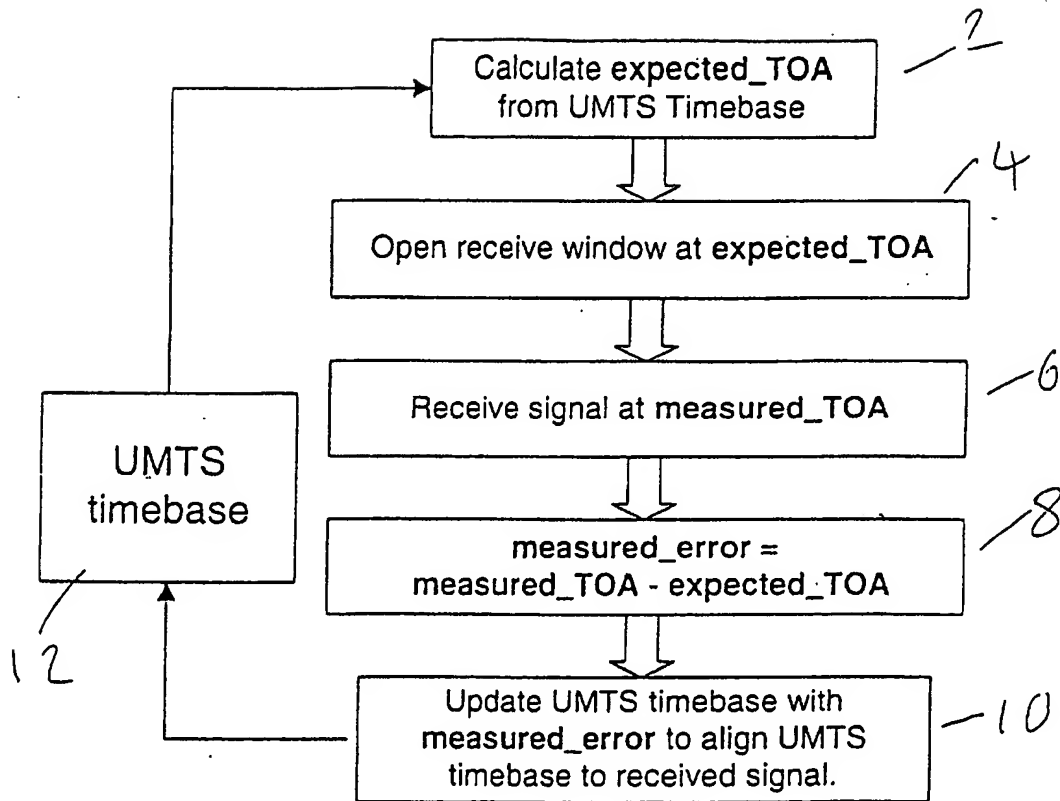 Calculate expected_TOA
from UMTS Timebase
2
Open receive window at expected_TOA
4
Receive signal at measured_TOA
6
UMTS
timebase
12
measured_error =
measured_TOA - expected_TOA
8
Update UMTS timebase with
measured_error to align UMTS
timebase to received signal.
10